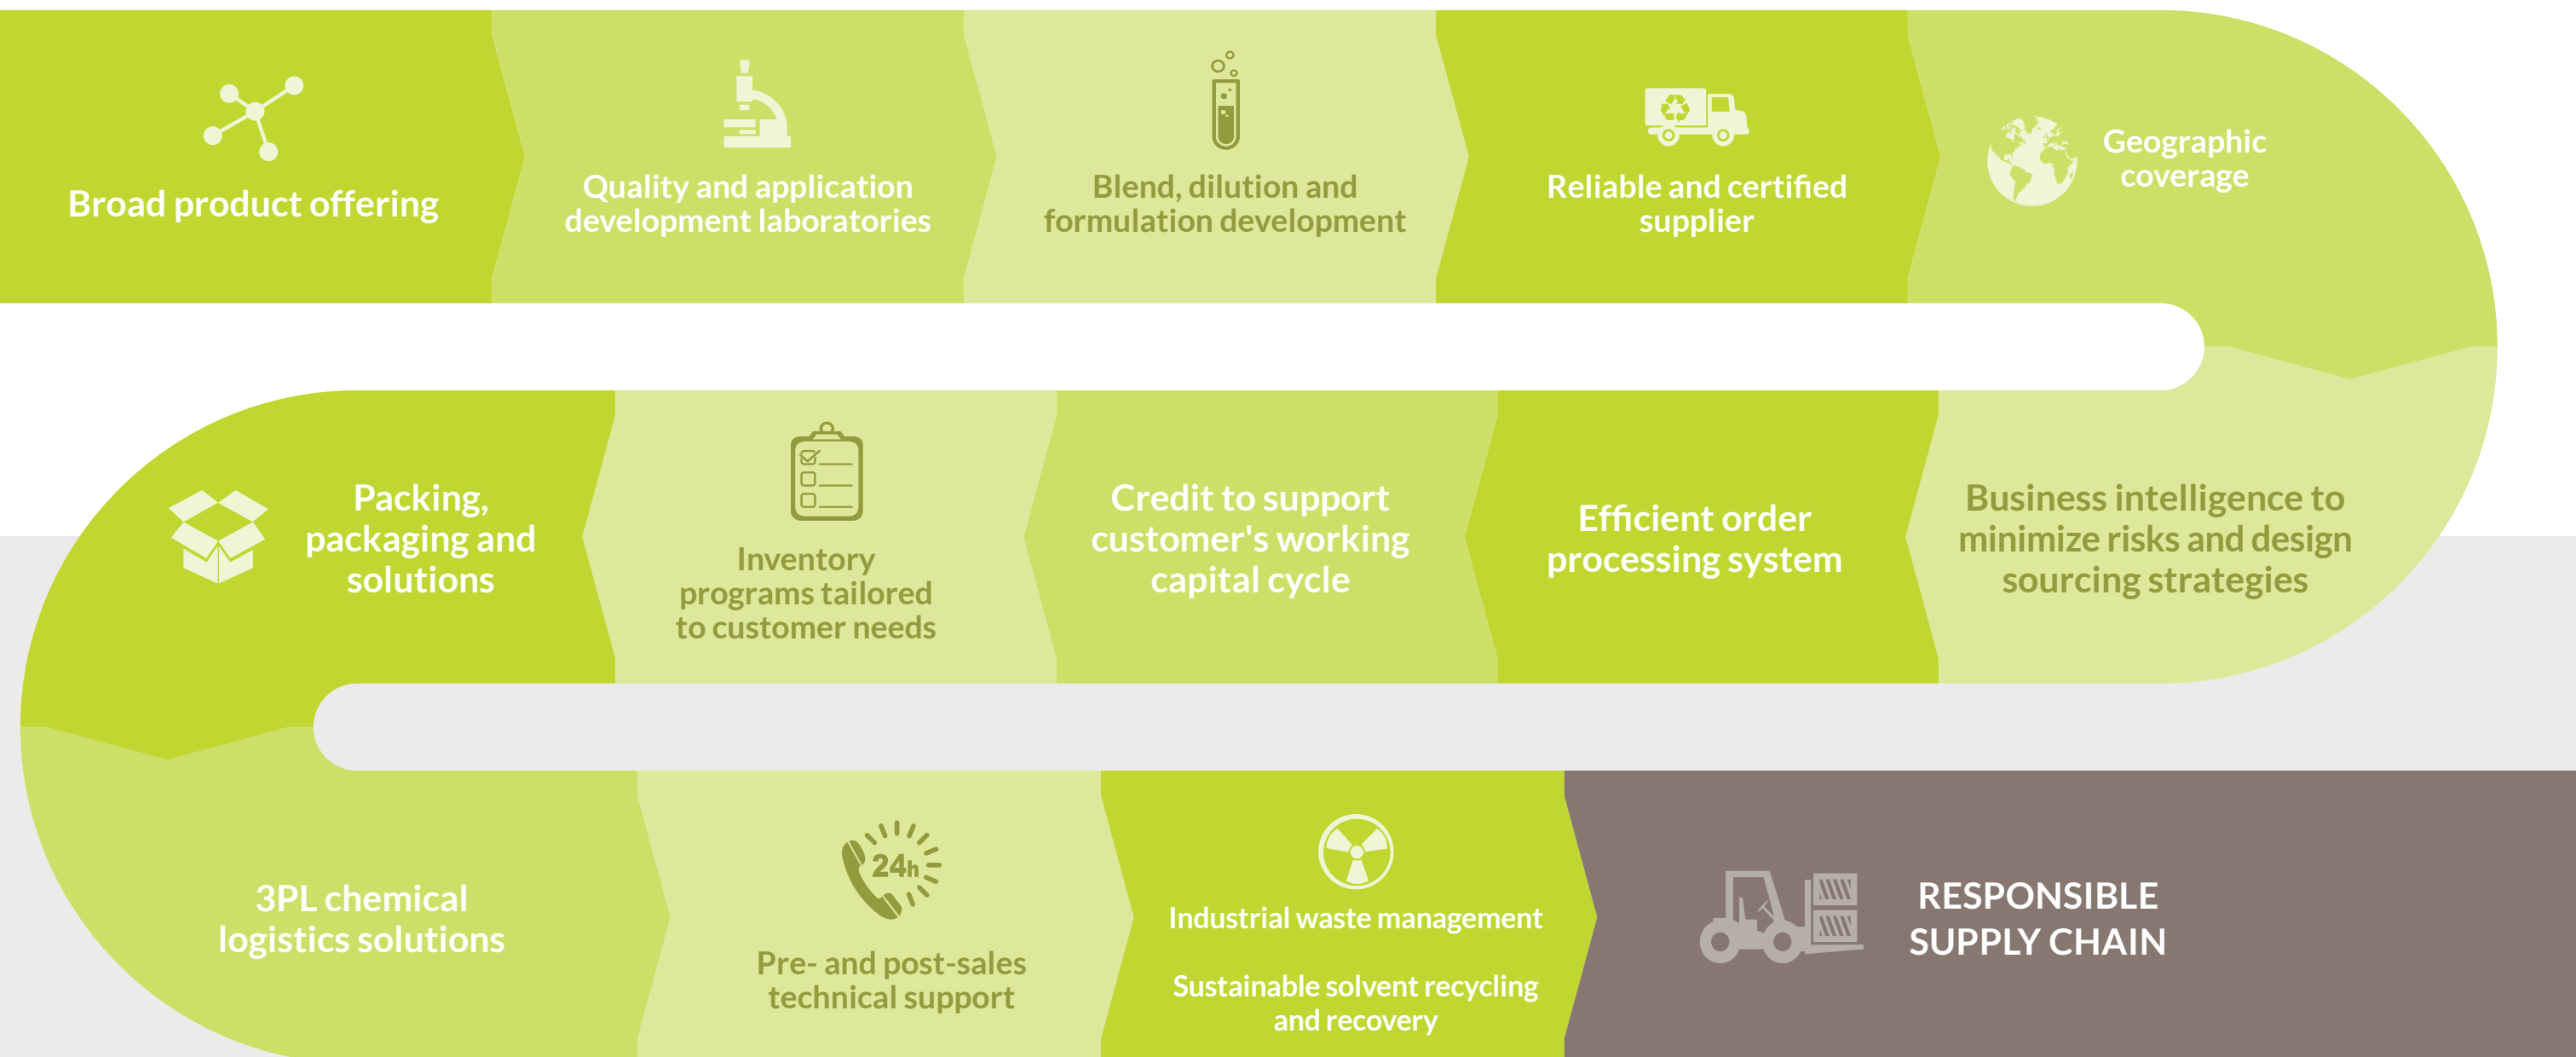 Broad product offering
Quality and application
development laboratories
Blend, dilution and
formulation development
Reliable and certified
supplier
Geographic
coverage
Business intelligence to
minimize risks and design
sourcing strategies
Efficient order
processing system
Credit to support
customer's working
capital cycle
Inventory
programs tailored
to customer needs
Packing,
packaging and
solutions
3PL chemical
logistics solutions
24h
Pre- and post-sales
technical support
Industrial waste management
Sustainable solvent recycling
and recovery
RESPONSIBLE
SUPPLY CHAIN